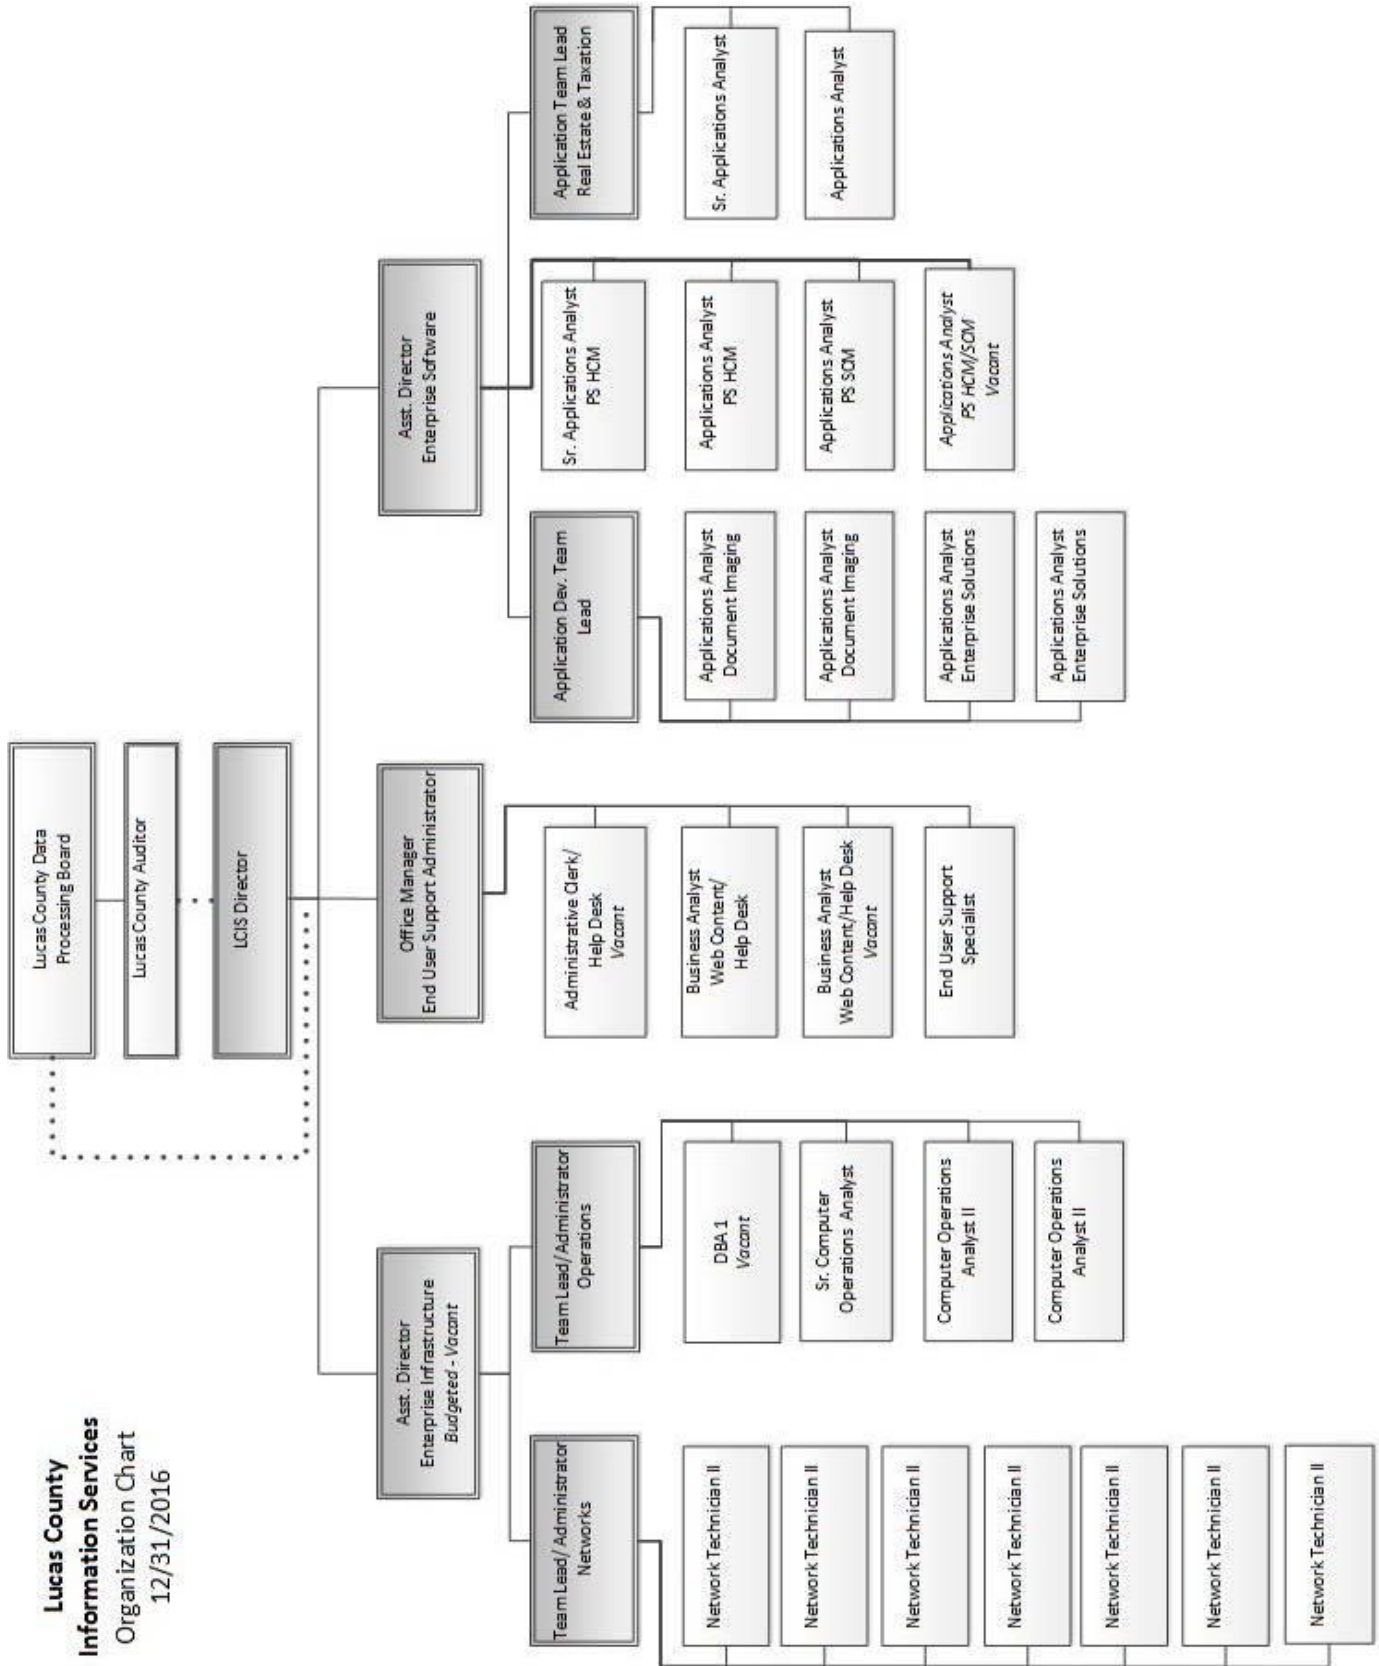 Lucas County
Information Services
Organization Chart
12/31/2016
Lucas County Data
Processing Board
Lucas County Auditor
LCIS Director
Asst. Director
Enterprise Infrastructure
Budgeted - Vacant
Office Manager
End User Support Administrator
Asst. Director
Enterprise Software
Team Lead/ Administrator
Networks
Network Technician II
Network Technician II
Network Technician II
Network Technician II
Network Technician II
Network Technician II
Network Technician II
Team Lead/ Administrator
Operations
DBA 1
Vacant
Sr. Computer
Operations Analyst
Computer Operations
Analyst II
Computer Operations
Analyst II
Administrative Clerk/
Help Desk
Vacant
Business Analyst
Web Content/
Help Desk
Business Analyst
Web Content/Help Desk
Vacant
End User Support
Specialist
Application Dev. Team
Lead
Applications Analyst
Document Imaging
Applications Analyst
Document Imaging
Applications Analyst
Enterprise Solutions
Applications Analyst
Enterprise Solutions
Sr. Applications Analyst
PS HCM
Applications Analyst
PS HCM
Applications Analyst
PS SCM
Applications Analyst
PS HCM/SCM
Vacant
Application Team Lead
Real Estate & Taxation
Sr. Applications Analyst
Applications Analyst